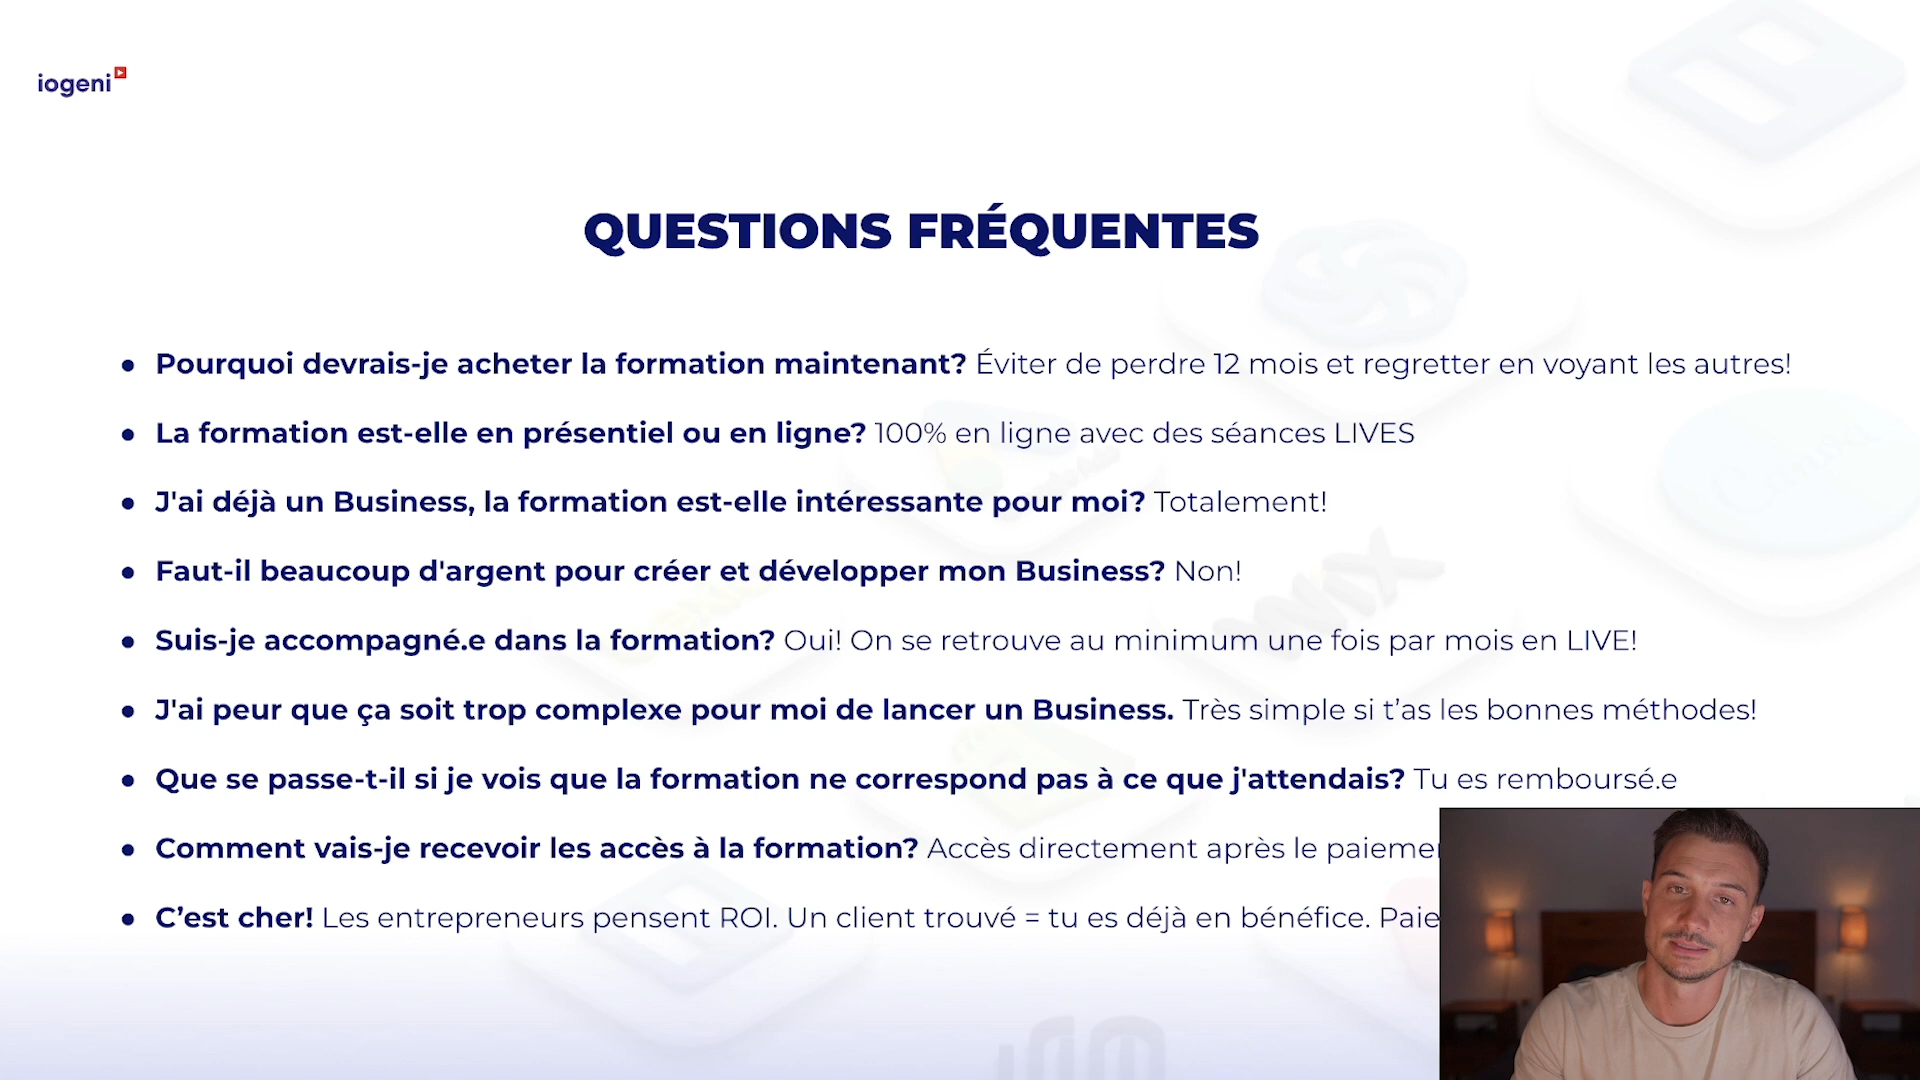 iogeni
QUESTIONS FRÉQUENTES
● Pourquoi devrais-je acheter la formation maintenant? Éviter de perdre 12 mois et regretter en voyant les autres!
● La formation est-elle en présentiel ou en ligne? 100% en ligne avec des séances LIVES
● J'ai déjà un Business, la formation est-elle intéressante pour moi? Totalement!
● Faut-il beaucoup d'argent pour créer et développer mon Business? Non!
● Suis-je accompagné.e dans la formation? Oui! On se retrouve au minimum une fois par mois en LIVE!
● J'ai peur que ça soit trop complexe pour moi de lancer un Business. Très simple si t’as les bonnes méthodes!
● Que se passe-t-il si je vois que la formation ne correspond pas à ce que j'attendais? Tu es remboursé.e
● Comment vais-je recevoir les accès à la formation? Accès directement après le
● C’est cher! Les entrepreneurs pensent ROI. Un client trouvé = tu es déjà en bénéfice.